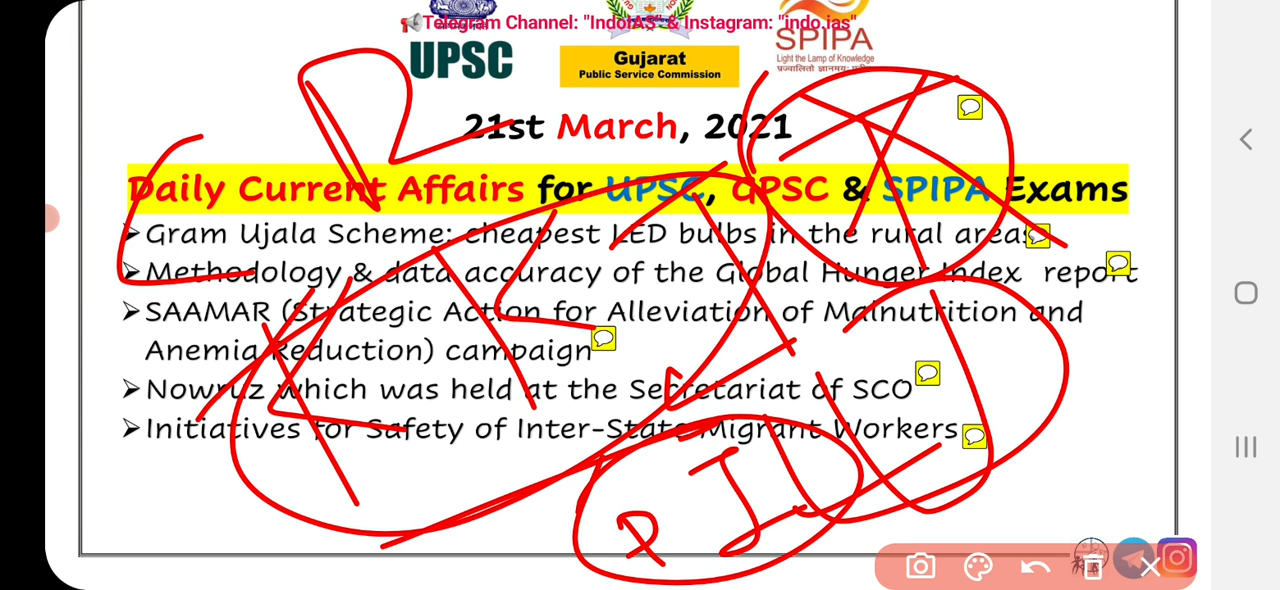 Telegram Channel: "IndoIAS" & Instagram: "indo.ias"
UPSC
Gujarat
Public Service Commission
SPIPA
Light the Lamp of Knowledge
21st March, 2021
Daily Current Affairs for UPSC, GPSC & SPIPA Exams
➢Gram Ujala Scheme: cheapest LED bulbs in the rural areas
➢Methodology & data accuracy of the Global Hunger Index report
➢SAAMAR (Strategic Action for Alleviation of Malnutrition and
Anemia Reduction) campaign
➢Nowruz which was held at the Secretariat of SCO
➢Initiatives for Safety of Inter-State Migrant Workers